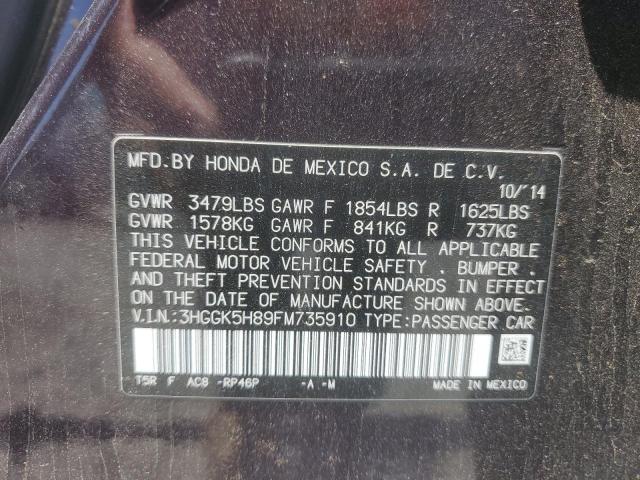 MFD. BY HONDA DE MEXICO S.A. DE C.V.
10/'14
GVWR 3479LBS GAWR F 1854LBS R 1625LBS
GVWR 1578KG GAWR F 841KG R 737KG
THIS VEHICLE CONFORMS TO ALL APPLICABLE
FEDERAL MOTOR VEHICLE SAFETY . BUMPER .
AND THEFT PREVENTION STANDARDS IN EFFECT
ON THE DATE OF MANUFACTURE SHOWN ABOVE.
V.I.N.:3HGGK5H89FM735910 TYPE:PASSENGER CAR
T5R F AC8 -RP46P -A -M MADE IN MEXICO